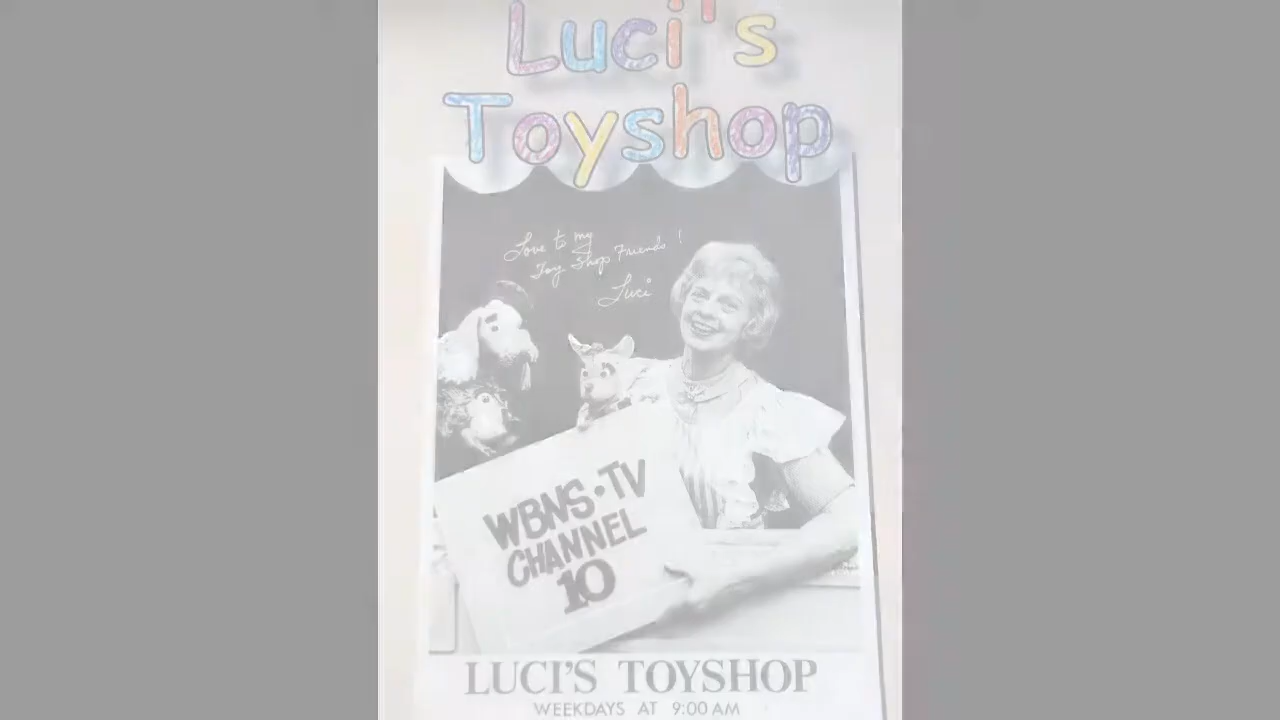 Luci's
Toyshop
Love to my
Toy Shop Friends!
Luci
WBNS·TV
CHANNEL
10
LUCI'S TOYSHOP
WEEKDAYS AT 9:00 AM